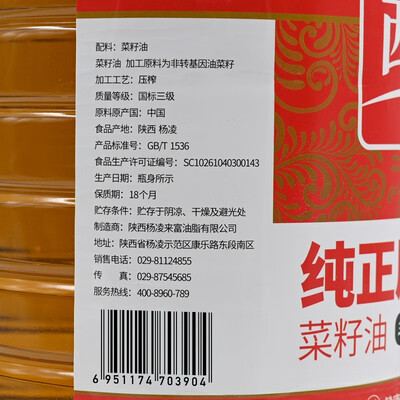 配料：菜籽油
菜籽油 加工原料为非转基因油菜籽
加工工艺：压榨
质量等级：国标三级
原料原产国：中国
食品产地：陕西 杨凌
产品标准号：GB/T 1536
食品生产许可证编号：SC10261040300143
生产日期：瓶身所示
保质期：18个月
贮存条件：贮存于阴凉、干燥及避光处
制造商：陕西杨凌来富油脂有限公司
地址：陕西省杨凌示范区康乐路东段南区
销售电话：029-81124855
传真：029-87545685
服务热线：400-8960-789
6 951174 703904
纯正
菜籽油